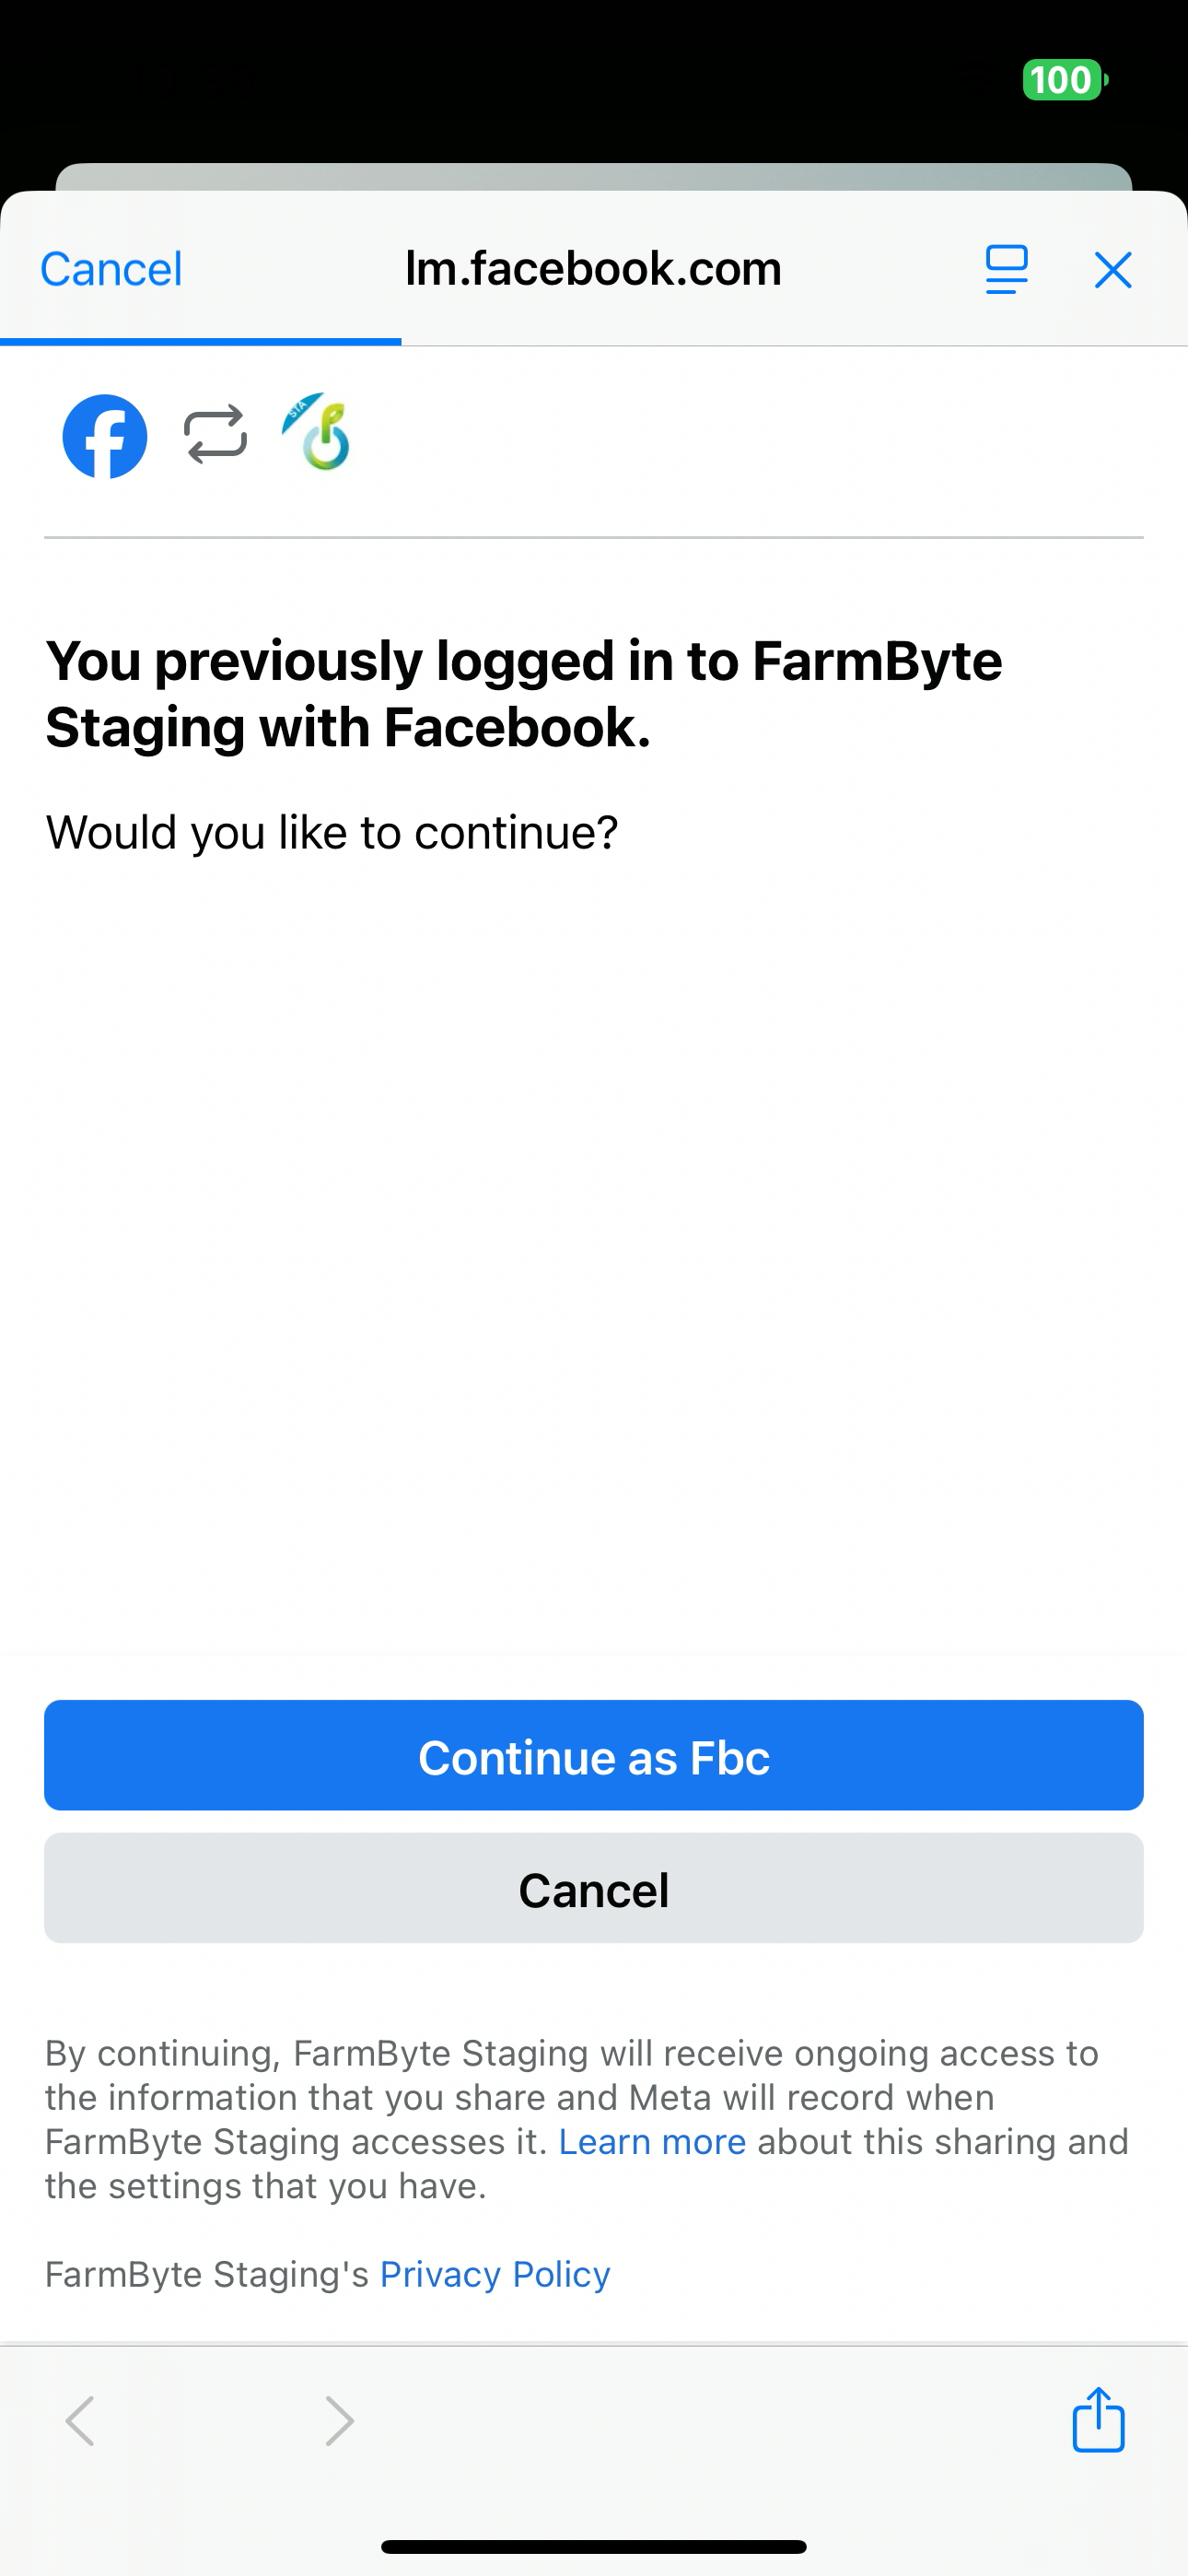 100
Cancel
lm.facebook.com
STA
You previously logged in to FarmByte
Staging with Facebook.
Would you like to continue?
Continue as Fbc
Cancel
By continuing, FarmByte Staging will receive ongoing access to
the information that you share and Meta will record when
FarmByte Staging accesses it. Learn more about this sharing and
the settings that you have.
FarmByte Staging's Privacy Policy